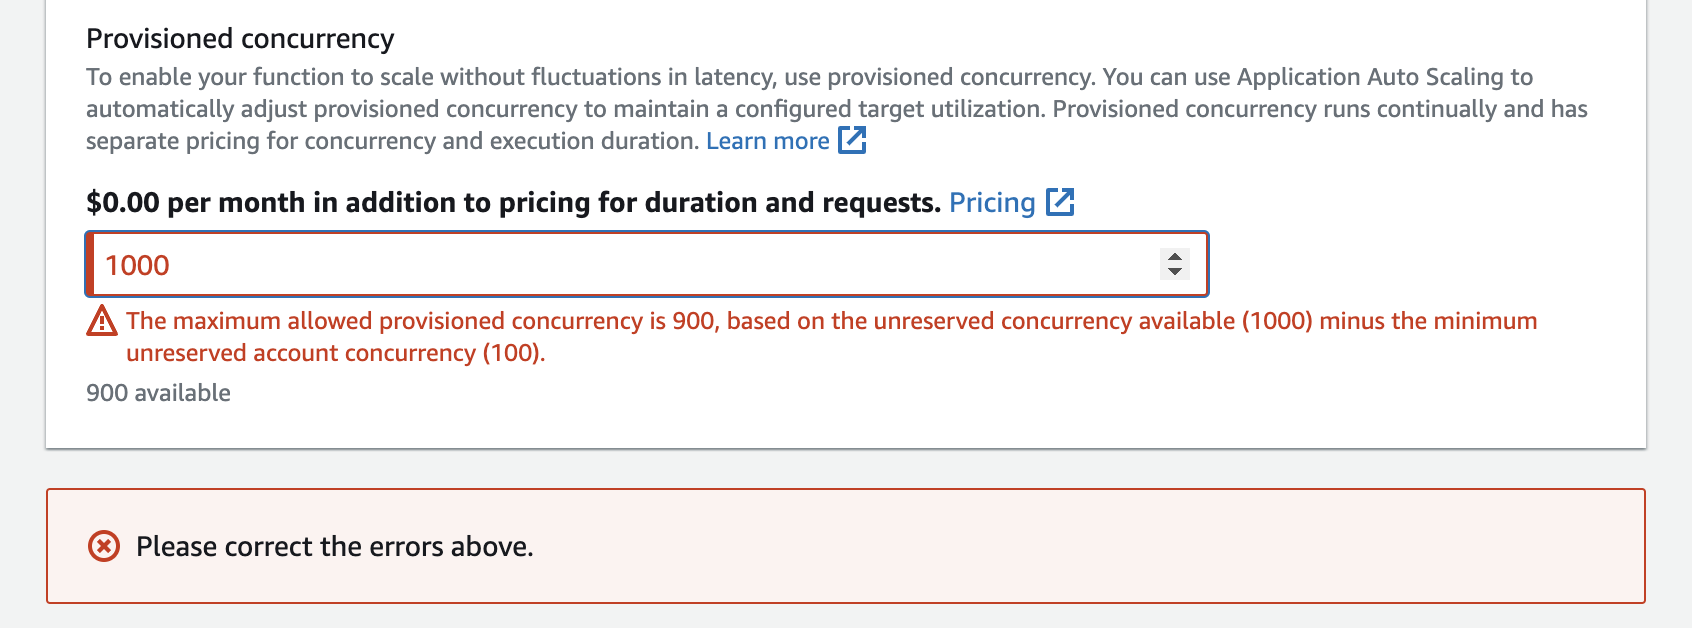 Provisioned concurrency
To enable your function to scale without fluctuations in latency, use provisioned concurrency. You can use Application Auto Scaling to
automatically adjust provisioned concurrency to maintain a configured target utilization. Provisioned concurrency runs continually and has
separate pricing for concurrency and execution duration. Learn more
$0.00 per month in addition to pricing for duration and requests. Pricing
1000
The maximum allowed provisioned concurrency is 900, based on the unreserved concurrency available (1000) minus the minimum
unreserved account concurrency (100).
900 available
Please correct the errors above.